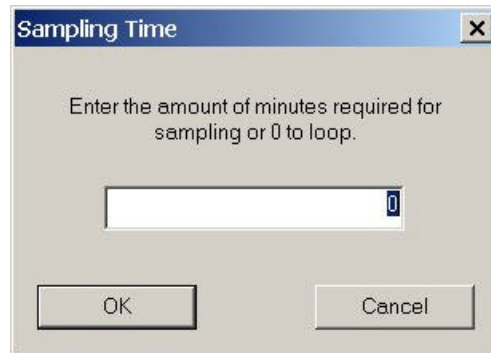 Sampling Time
Enter the amount of minutes required for
sampling or 0 to loop.
0
OK
Cancel